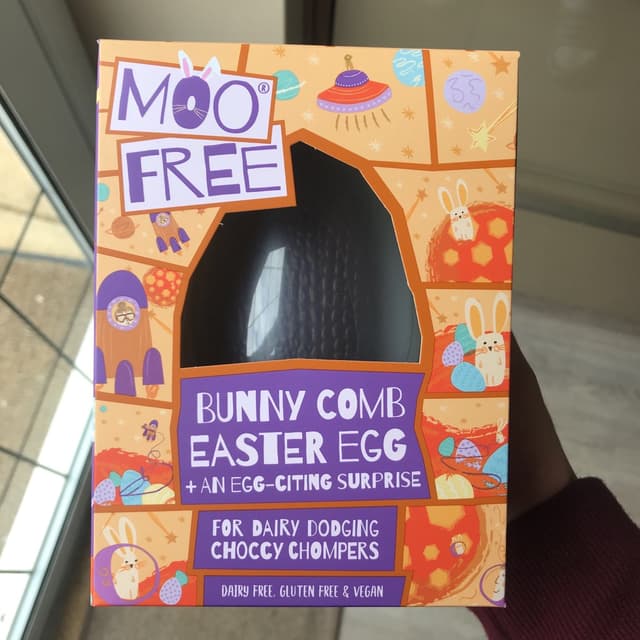 MOO®
FREE
BUNNY COMB
EASTER EGG
+ AN EGG-CITING SURPRISE
FOR DAIRY DODGING
CHOCCY CHOMPERS
DAIRY FREE, GLUTEN FREE & VEGAN